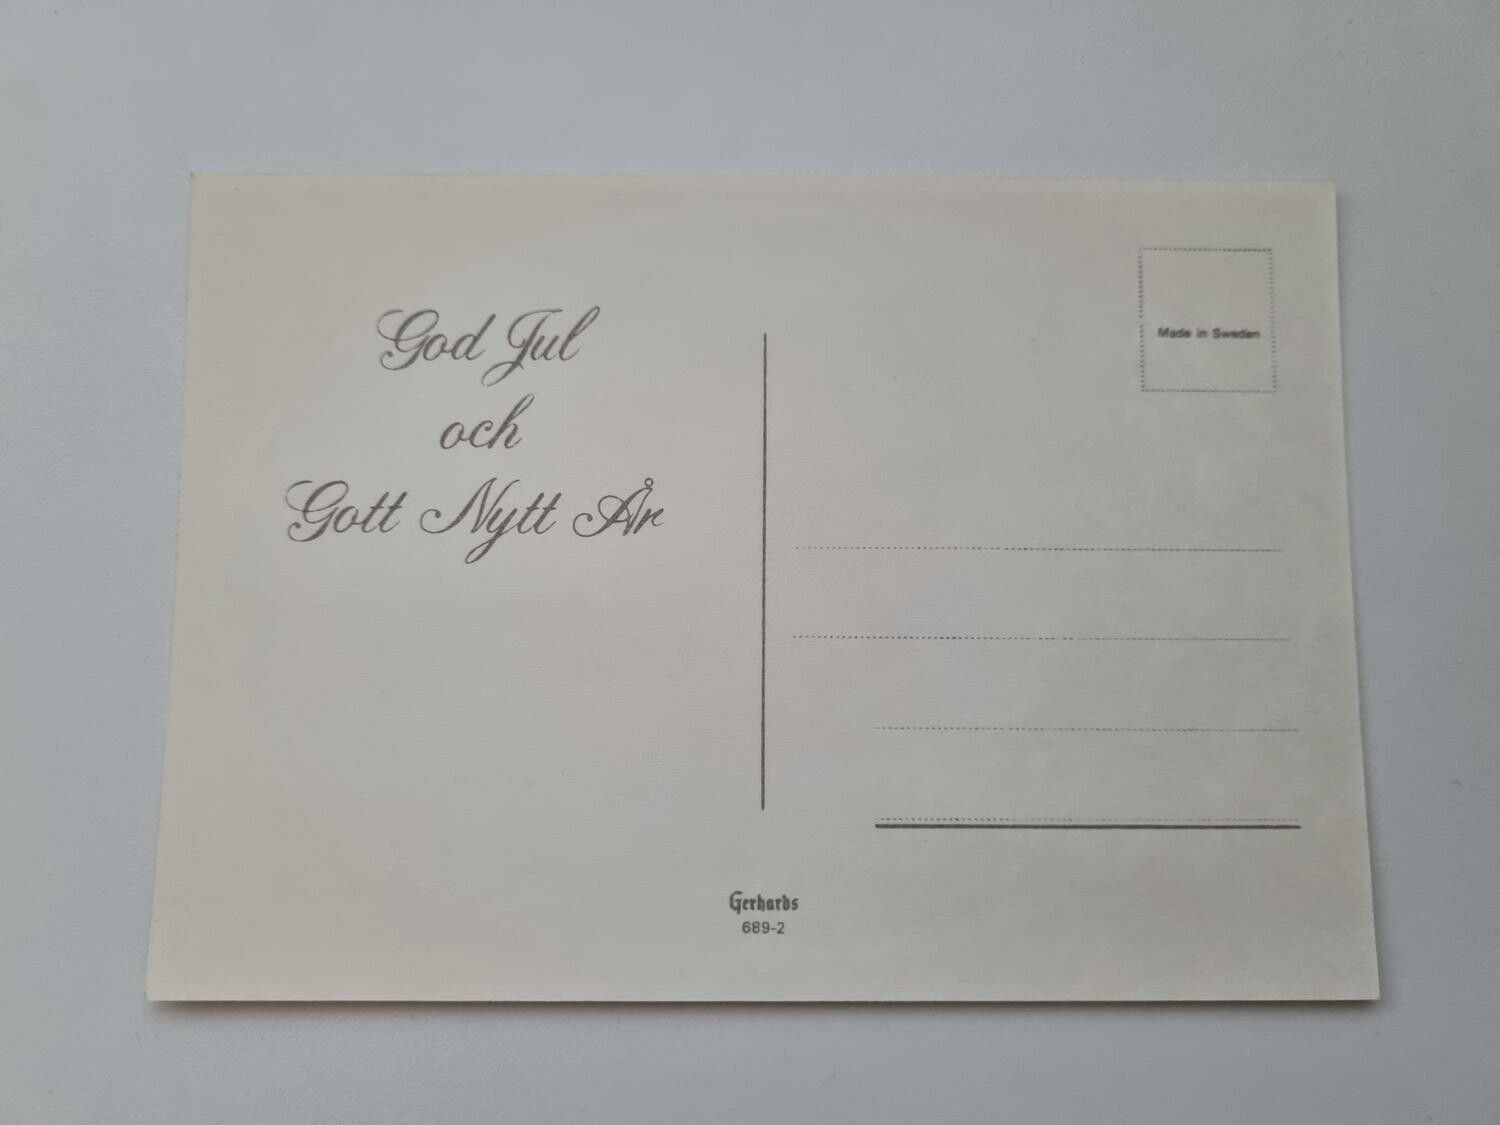 God Jul
och
Gott Nytt År
Made in Sweden
Gerhards
689-2